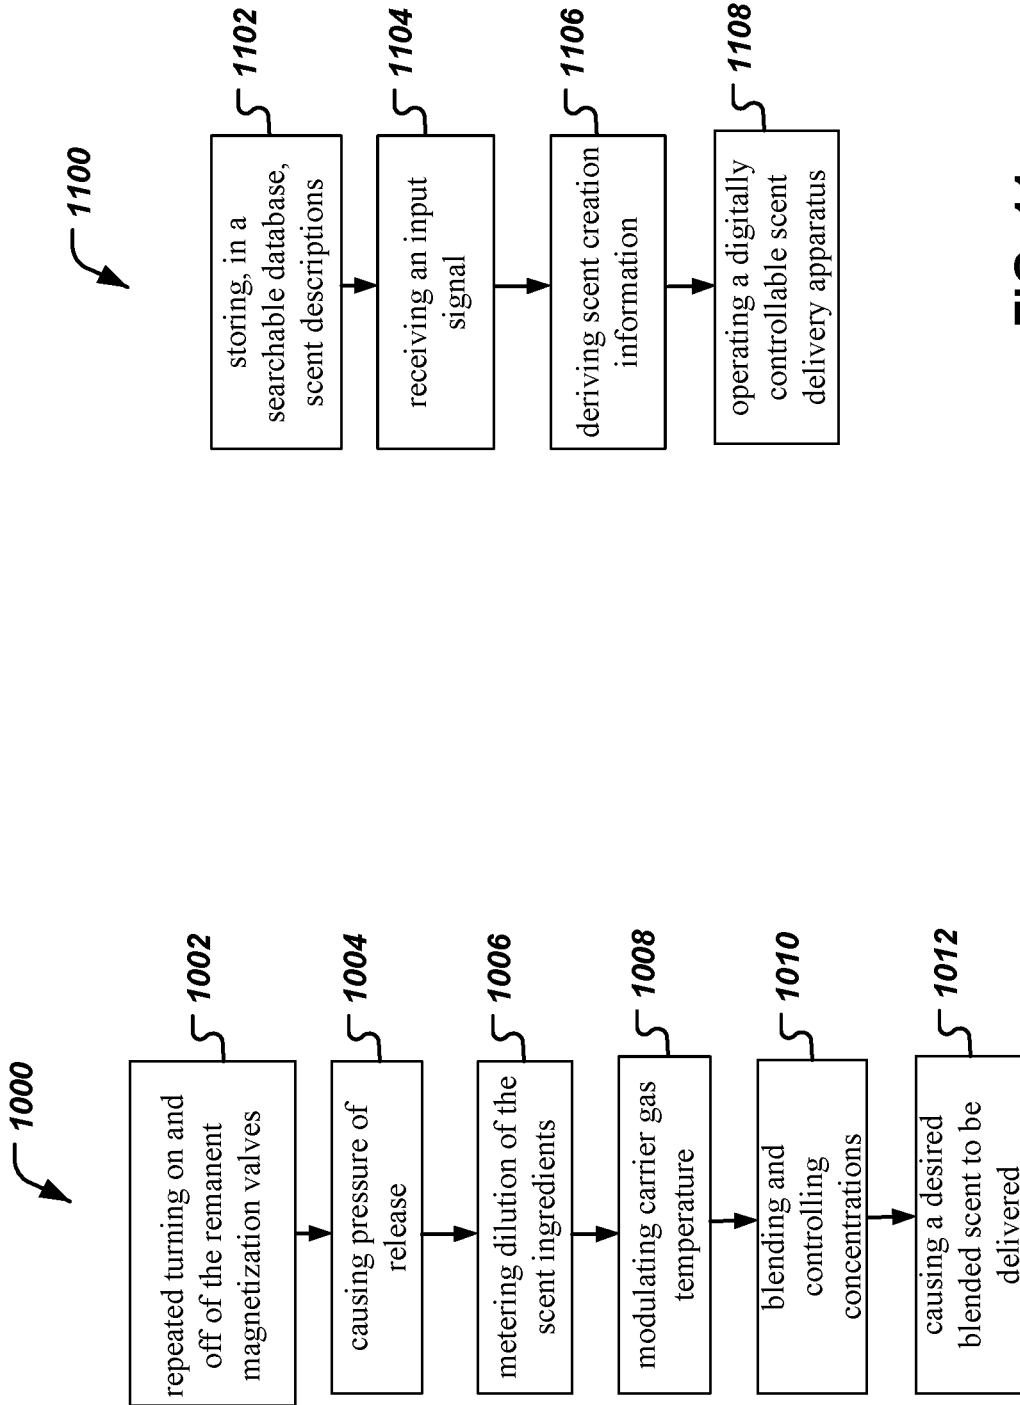 1000
repeated turning on and
off of the remanent
magnetization valves
1002
causing pressure of
release
1004
metering dilution of the
scent ingredients
1006
modulating carrier gas
temperature
1008
blending and
controlling
concentrations
1010
causing a desired
blended scent to be
delivered
1012
1100
storing, in a
searchable database,
scent descriptions
1102
receiving an input
signal
1104
deriving scent creation
information
1106
operating a digitally
controllable scent
delivery apparatus
1108
FIG.